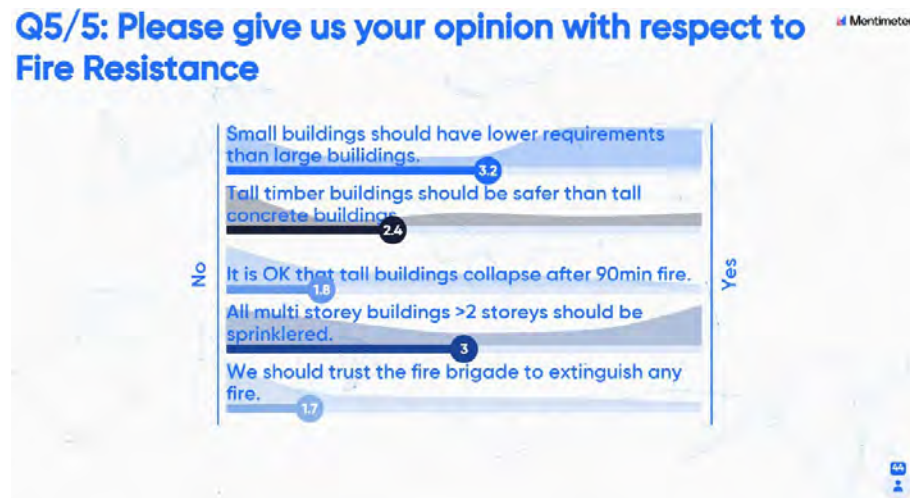 Q5/5: Please give us your opinion with respect to
Fire Resistance
Mentimeter
Small buildings should have lower requirements
than large builidings.
3.2
Tall timber buildings should be safer than tall
concrete buildings.
2.4
It is OK that tall buildings collapse after 90min fire.
1.8
All multi storey buildings >2 storeys should be
sprinklered.
3
We should trust the fire brigade to extinguish any
fire.
1.7
No
Yes
44